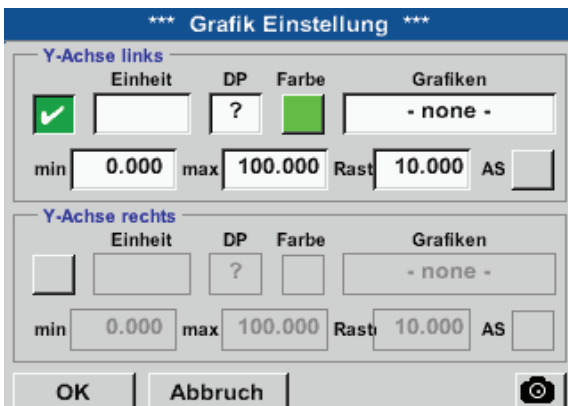 *** Grafik Einstellung ***
Y-Achse links
Einheit DP Farbe Grafiken
? - none -
min 0.000 max 100.000 Rast 10.000 AS
Y-Achse rechts
Einheit DP Farbe Grafiken
? - none -
min 0.000 max 100.000 Rast 10.000 AS
OK Abbruch